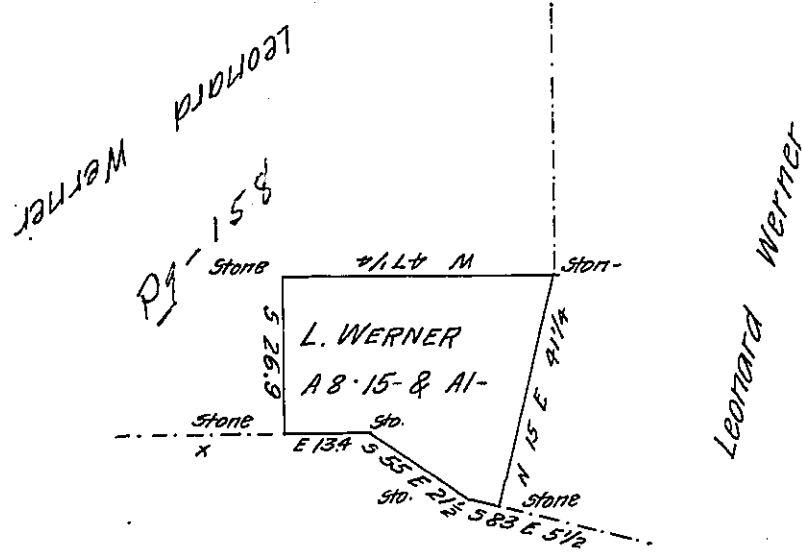 Leonard Werner
Pg-158
Stone
W 47 1/4
Ston-
S 26.9
L. WERNER
A 8·15- & Al-
N 15 E 41 1/4
Leonard Werner
Stone
x
Sto.
E 13.4
S 55 E 21 1/2
Sto.
S 83 E 5 1/2
Stone